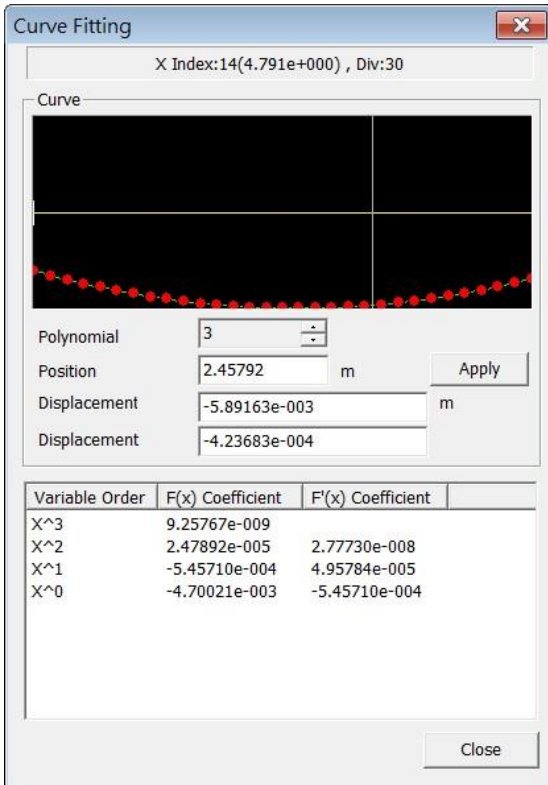 Curve Fitting
X Index:14(4.791e+000) , Div:30
Curve
Polynomial 3
Position 2.45792 m Apply
Displacement -5.89163e-003 m
Displacement -4.23683e-004
Variable Order F(x) Coefficient F'(x) Coefficient
X^3 9.25767e-009
X^2 2.47892e-005 2.77730e-008
X^1 -5.45710e-004 4.95784e-005
X^0 -4.70021e-003 -5.45710e-004
Close